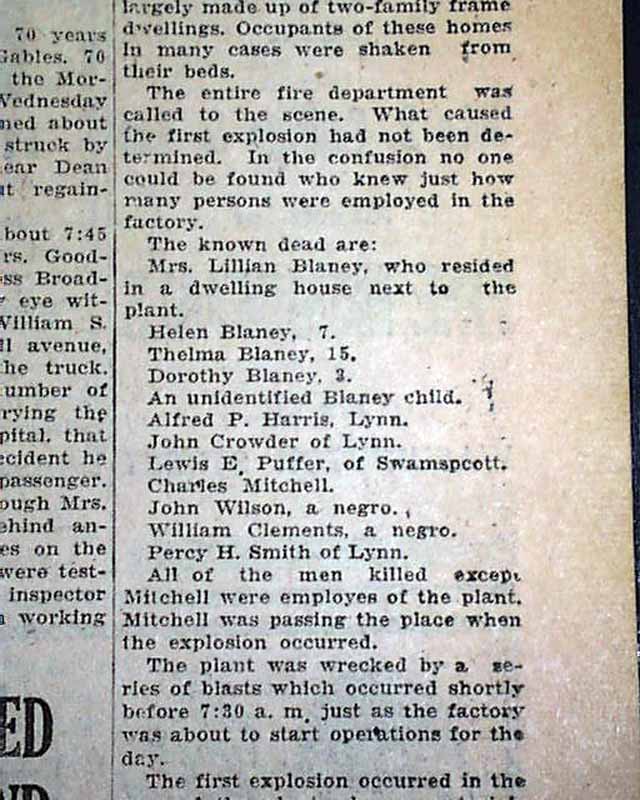 70 years
Gables, 70
the Mor-
Wednesday
ned about
struck by
ear Dean
t regain-
bout 7:45
rs. Good-
ss Broad-
eye wit-
William S.
ll avenue,
he truck.
umber of
rying the
pital, that
ecident he
passenger.
ough Mrs.
ehind an-
es on the
were test-
inspector
working
ED
largely made up of two-family frame
dwellings. Occupants of these homes
in many cases were shaken from
their beds.
The entire fire department was
called to the scene. What caused
the first explosion had not been de-
termined. In the confusion no one
could be found who knew just how
many persons were employed in the
factory.
The known dead are:
Mrs. Lillian Blaney, who resided
in a dwelling house next to the
plant.
Helen Blaney, 7.
Thelma Blaney, 15.
Dorothy Blaney, 3.
An unidentified Blaney child.
Alfred P. Harris, Lynn.
John Crowder of Lynn.
Lewis E. Puffer, of Swamspcott.
Charles Mitchell.
John Wilson, a negro.
William Clements, a negro.
Percy H. Smith of Lynn.
All of the men killed except
Mitchell were employes of the plant.
Mitchell was passing the place when
the explosion occurred.
The plant was wrecked by a se-
ries of blasts which occurred shortly
before 7:30 a. m. just as the factory
was about to start operations for the
day.
The first explosion occurred in the